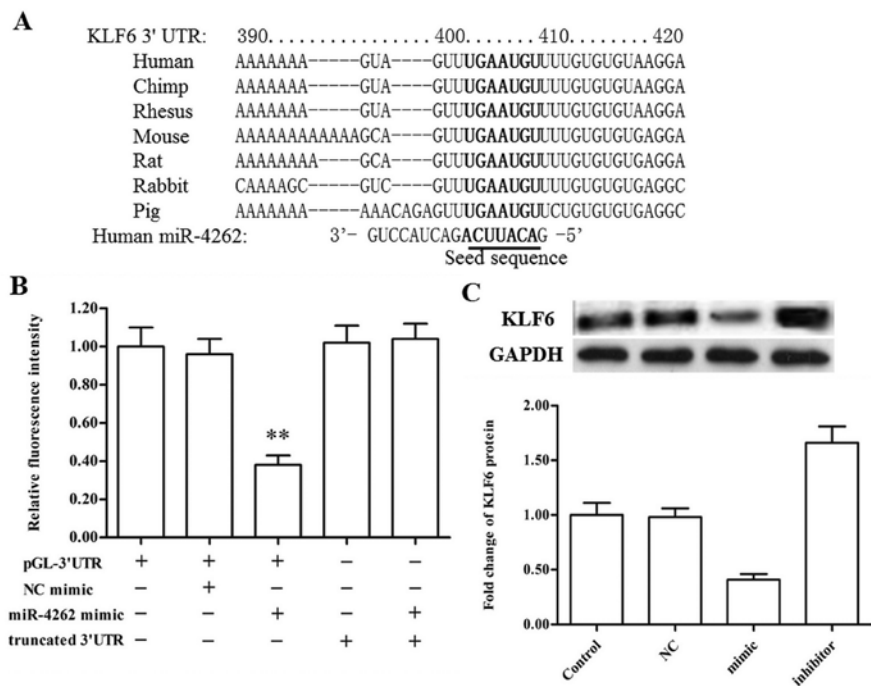 A
KLF6 3' UTR: 390..................400........410........420
Human AAAAAAA-----GUA----GUUUGAAUGUUUUGUGUGUAAGGA
Chimp AAAAAAA-----GUA----GUUUGAAUGUUUUGUGUGUAAGGA
Rhesus AAAAAAA-----GUA----GUUUGAAUGUUUUGUGUGUAAGGA
Mouse AAAAAAAAAAAAGCA----GUUUGAAUGUUUUGUGUGUGAGGA
Rat AAAAAAAA----GCA----GUUUGAAUGUUUUGUGUGUGAGGA
Rabbit CAAAAGC-----GUC----GUUUGAAUGUUUUGUGUGUGAGGC
Pig AAAAAAA-----AAACAGAGUUUGAAUGUUCUGUGUGUGAGGC
Human miR-4262: 3'- GUCCAUCAGACUUACAG -5'
Seed sequence
B
Relative fluorescence intensity
1.20
1.00
0.80
0.60
0.40
0.20
0.00
**
pGL-3'UTR + + + − −
NC mimic − + − − −
miR-4262 mimic − − + − +
truncated 3'UTR − − − + +
C
KLF6
GAPDH
Fold change of KLF6 protein
2.00
1.50
1.00
0.50
0.00
Control NC mimic inhibitor